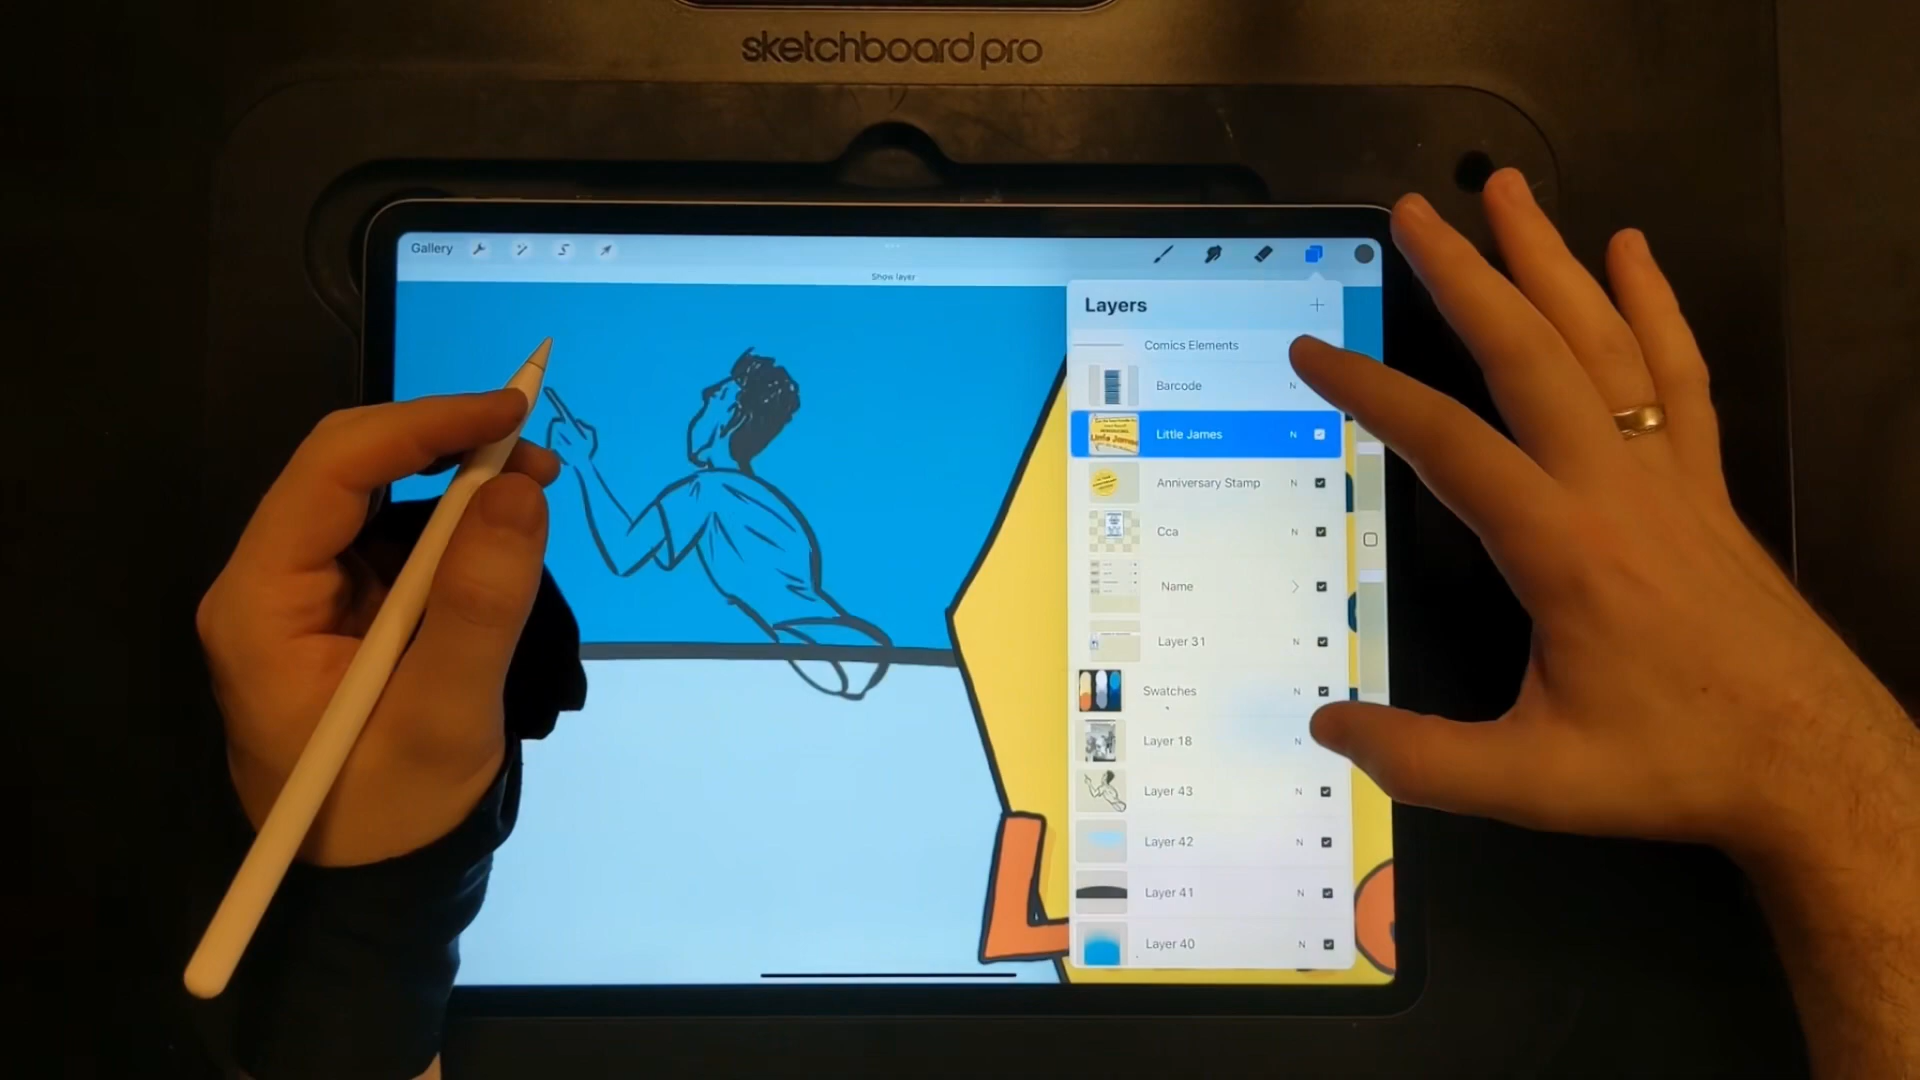 sketchboard pro
Gallery
Show layer
Layers
Comics Elements
Barcode N
Little James N
Anniversary Stamp N
Cca N
Name
Layer 31 N
Swatches N
Layer 18 N
Layer 43 N
Layer 42 N
Layer 41 N
Layer 40 N